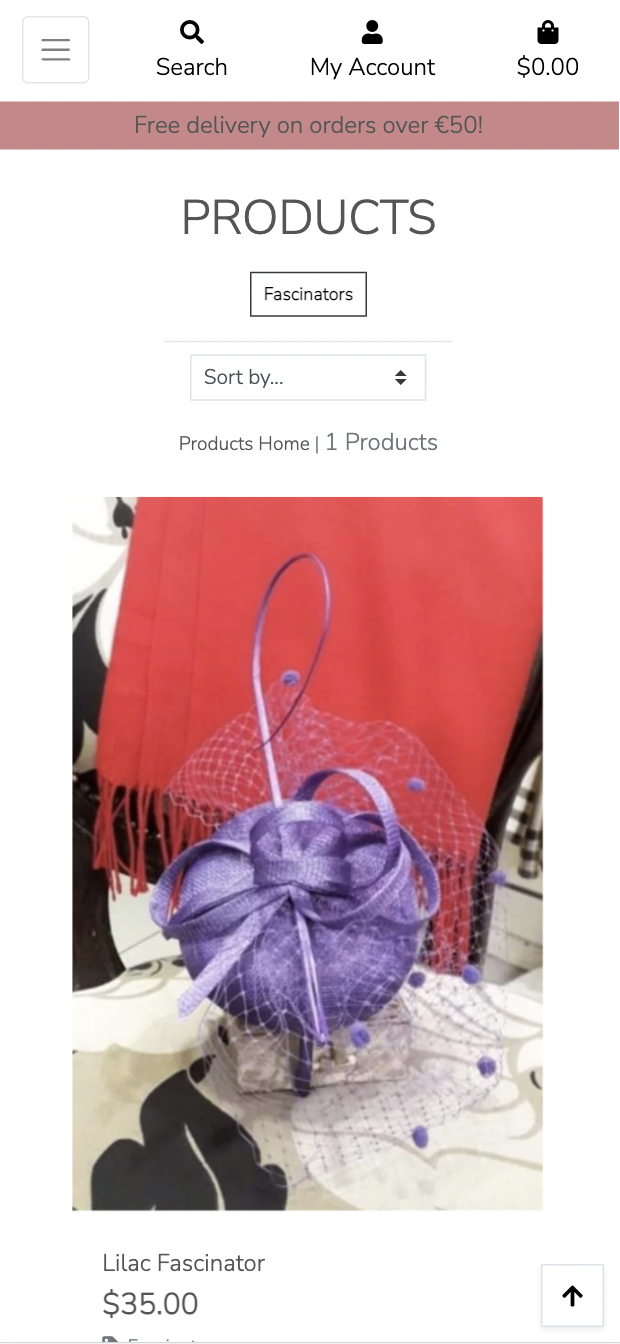 Search
My Account
$0.00
Free delivery on orders over €50!
PRODUCTS
Fascinators
Sort by...
Products Home | 1 Products
Lilac Fascinator
$35.00